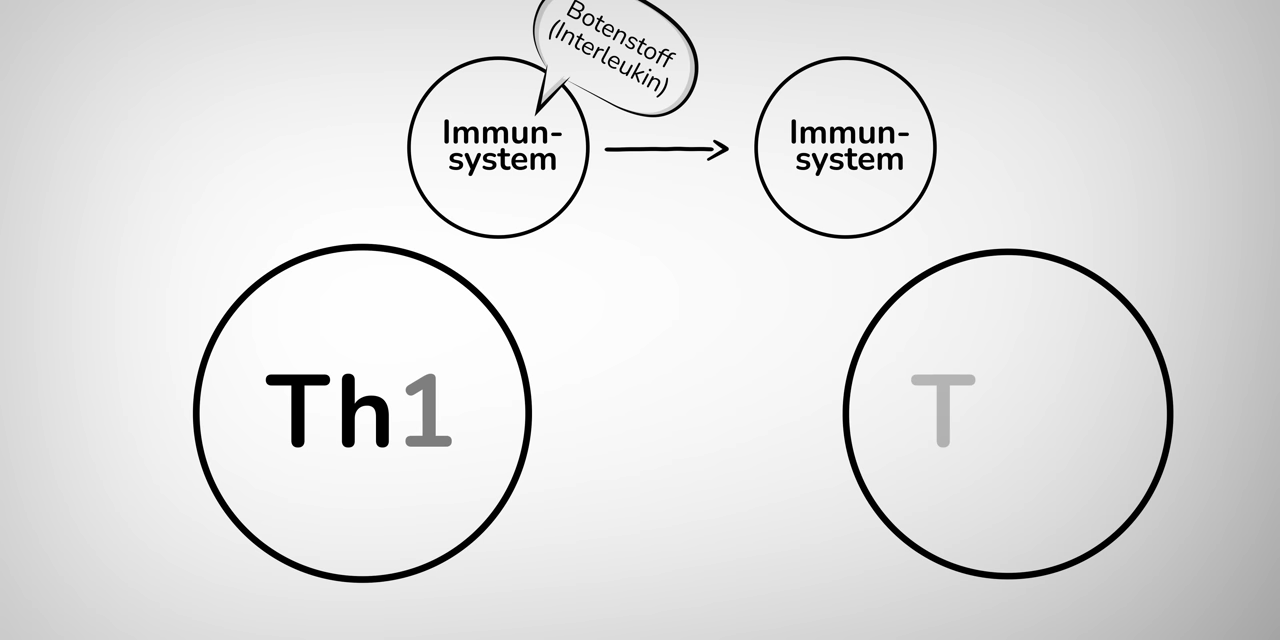 Botenstoff
(Interleukin)
Immun-
system
Immun-
system
Th1
T